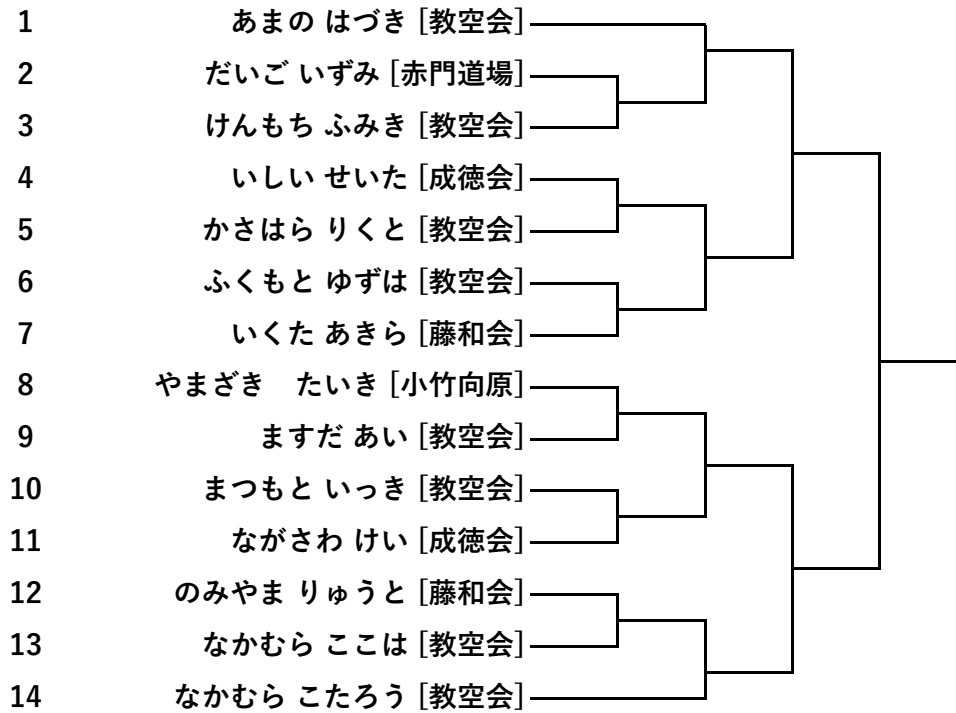 1 あまの はづき [教空会]
2 だいご いずみ [赤門道場]
3 けんもち ふみき [教空会]
4 いしい せいた [成徳会]
5 かさはら りくと [教空会]
6 ふくもと ゆずは [教空会]
7 いくた あきら [藤和会]
8 やまざき　たいき [小竹向原]
9 ますだ あい [教空会]
10 まつもと いっき [教空会]
11 ながさわ けい [成徳会]
12 のみやま りゅうと [藤和会]
13 なかむら ここは [教空会]
14 なかむら こたろう [教空会]